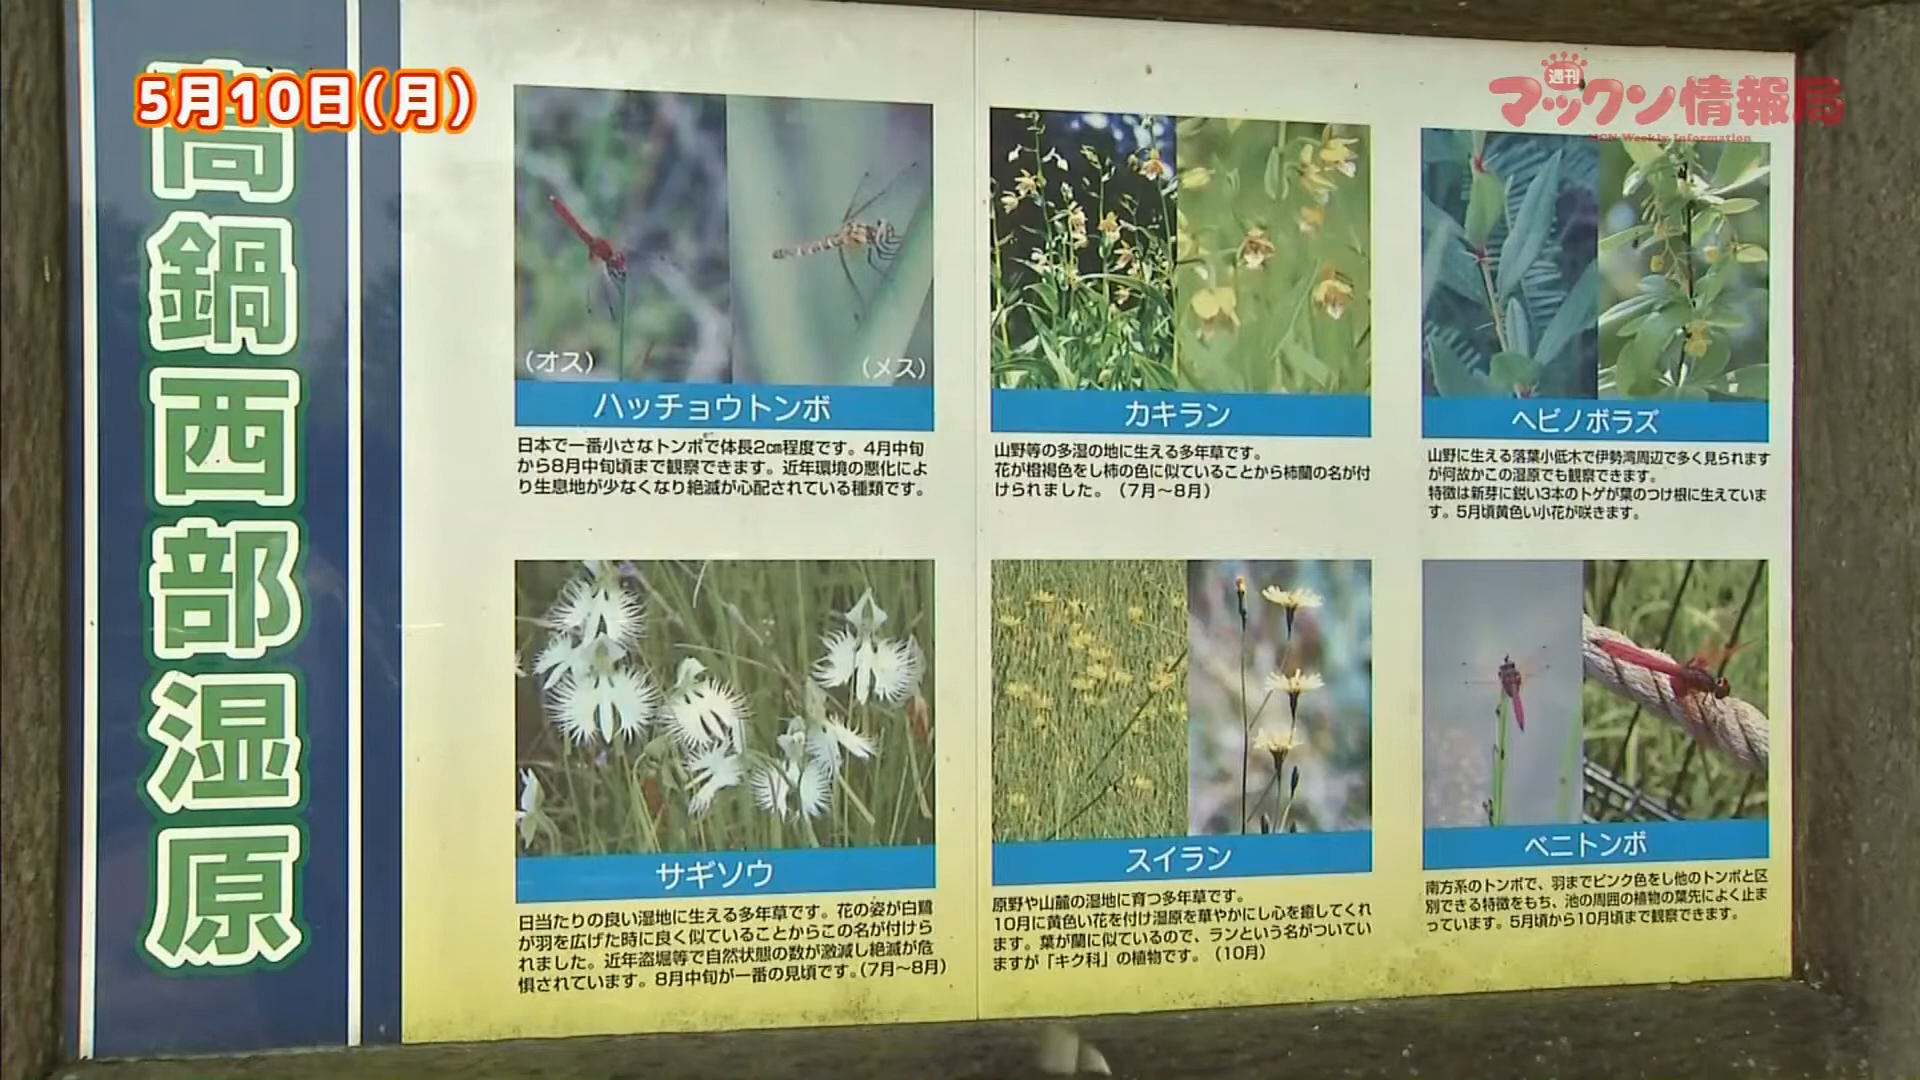 5月10日(月)
週刊
マックン情報局
MCN Weekly Information
高鍋西部湿原
(オス)
(メス)
ハッチョウトンボ
日本で一番小さなトンボで体長2㎝程度です。4月中旬
から8月中旬頃まで観察できます。近年環境の悪化によ
り生息地が少なくなり絶滅が心配されている種類です。
カキラン
山野等の多湿の地に生える多年草です。
花が橙褐色をし柿の色に似ていることから柿蘭の名が付
けられました。(7月～8月)
ヘビノボラズ
山野に生える落葉小低木で伊勢湾周辺で多く見られます
が何故かこの湿原でも観察できます。
特徴は新芽に鋭い3本のトゲが葉のつけ根に生えていま
す。5月頃黄色い小花が咲きます。
サギソウ
日当たりの良い湿地に生える多年草です。花の姿が白鷺
が羽を広げた時に良く似ていることからこの名が付けら
れました。近年盗堀等で自然状態の数が激減し絶滅が危
惧されています。8月中旬が一番の見頃です。(7月～8月)
スイラン
原野や山麓の湿地に育つ多年草です。
10月に黄色い花を付け湿原を華やかにし心を癒してくれ
ます。葉が蘭に似ているので、ランという名がついてい
ますが「キク科」の植物です。(10月)
ベニトンボ
南方系のトンボで、羽までピンク色をし他のトンボと区
別できる特徴をもち、池の周囲の植物の葉先によく止ま
っています。5月頃から10月頃まで観察できます。